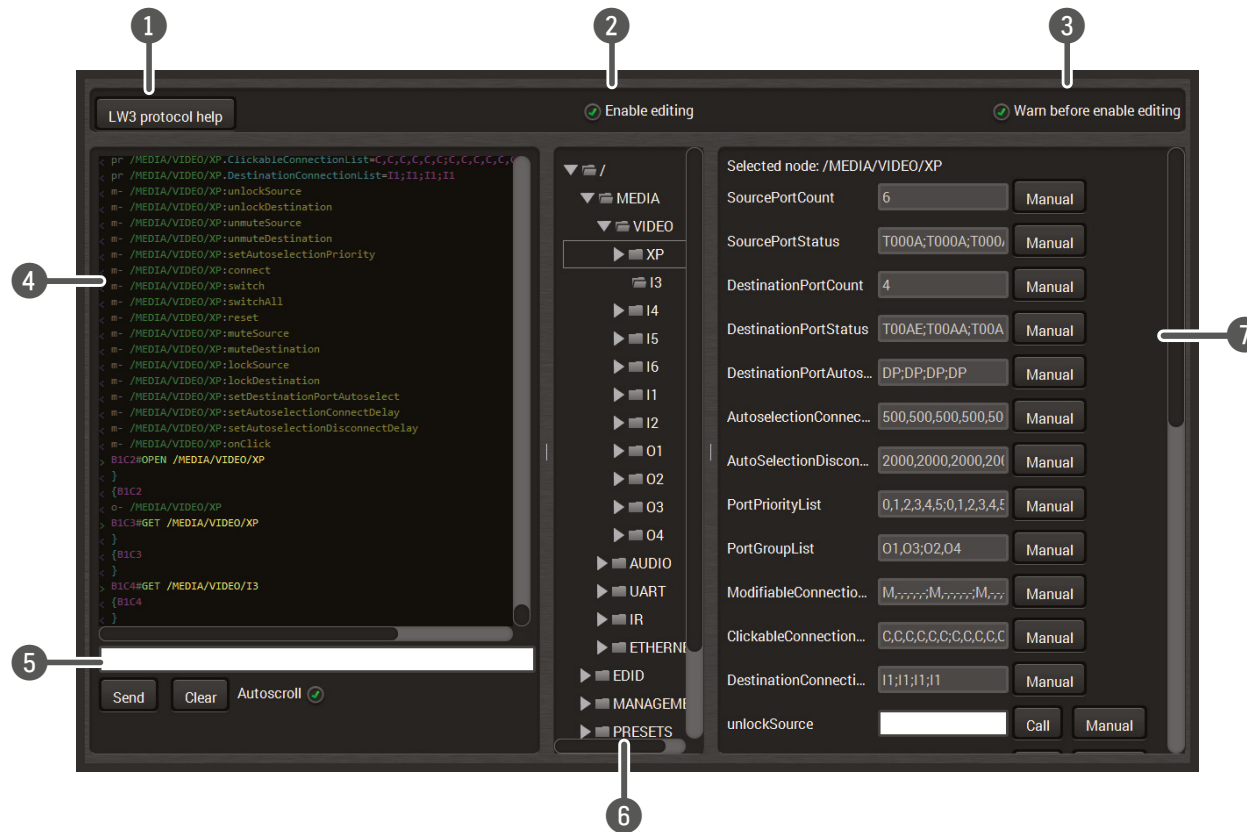 1
2
3
LW3 protocol help
Enable editing
Warn before enable editing
< pr /MEDIA/VIDEO/XP.ClickableConnectionList=C,C,C,C,C,C;C,C,C,C,C,
< pr /MEDIA/VIDEO/XP.DestinationConnectionList=I1;I1;I1;I1
< m- /MEDIA/VIDEO/XP:unlockSource
< m- /MEDIA/VIDEO/XP:unlockDestination
< m- /MEDIA/VIDEO/XP:unmuteSource
< m- /MEDIA/VIDEO/XP:unmuteDestination
< m- /MEDIA/VIDEO/XP:setAutoselectionPriority
< m- /MEDIA/VIDEO/XP:connect
< m- /MEDIA/VIDEO/XP:switch
< m- /MEDIA/VIDEO/XP:switchAll
< m- /MEDIA/VIDEO/XP:reset
< m- /MEDIA/VIDEO/XP:muteSource
< m- /MEDIA/VIDEO/XP:muteDestination
< m- /MEDIA/VIDEO/XP:lockSource
< m- /MEDIA/VIDEO/XP:lockDestination
< m- /MEDIA/VIDEO/XP:setDestinationPortAutoselect
< m- /MEDIA/VIDEO/XP:setAutoselectionConnectDelay
< m- /MEDIA/VIDEO/XP:setAutoselectionDisconnectDelay
< m- /MEDIA/VIDEO/XP:onClick
> B1C2#OPEN /MEDIA/VIDEO/XP
< }
< {B1C2
< o- /MEDIA/VIDEO/XP
> B1C3#GET /MEDIA/VIDEO/XP
< }
< {B1C3
< }
> B1C4#GET /MEDIA/VIDEO/I3
< {B1C4
< }
4
5
Send
Clear
Autoscroll
/
MEDIA
VIDEO
XP
I3
I4
I5
I6
I1
I2
O1
O2
O3
O4
AUDIO
UART
IR
ETHERNE
EDID
MANAGEME
PRESETS
6
Selected node: /MEDIA/VIDEO/XP
SourcePortCount 6 Manual
SourcePortStatus T000A;T000A;T000, Manual
DestinationPortCount 4 Manual
DestinationPortStatus T00AE;T00AA;T00A Manual
DestinationPortAutos... DP;DP;DP;DP Manual
AutoselectionConnec... 500,500,500,500,50 Manual
AutoSelectionDiscon... 2000,2000,2000,200 Manual
PortPriorityList 0,1,2,3,4,5;0,1,2,3,4,5 Manual
PortGroupList O1,O3;O2,O4 Manual
ModifiableConnectio... M,-,-,-,-,-;M,-,-,-,-,-;M,-,-, Manual
ClickableConnection... C,C,C,C,C,C;C,C,C,C,C Manual
DestinationConnecti... I1;I1;I1;I1 Manual
unlockSource Call Manual
7